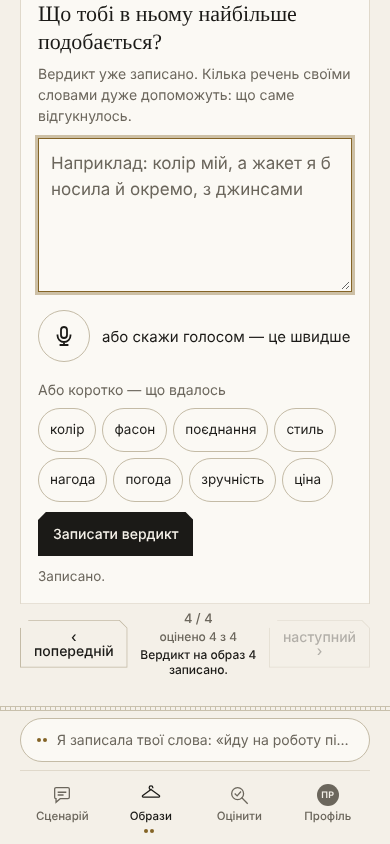 Що тобі в ньому найбільше
подобається?
Вердикт уже записано. Кілька речень своїми
словами дуже допоможуть: що саме
відгукнулось.
Наприклад: колір мій, а жакет я б
носила й окремо, з джинсами
або скажи голосом — це швидше
Або коротко — що вдалось
колір фасон поєднання стиль
нагода погода зручність ціна
Записати вердикт
Записано.
‹
попередній
4 / 4
оцінено 4 з 4
Вердикт на образ 4
записано.
наступний
›
Я записала твої слова: «йду на роботу пі...
Сценарій
Образи
Оцінити
ПР
Профіль